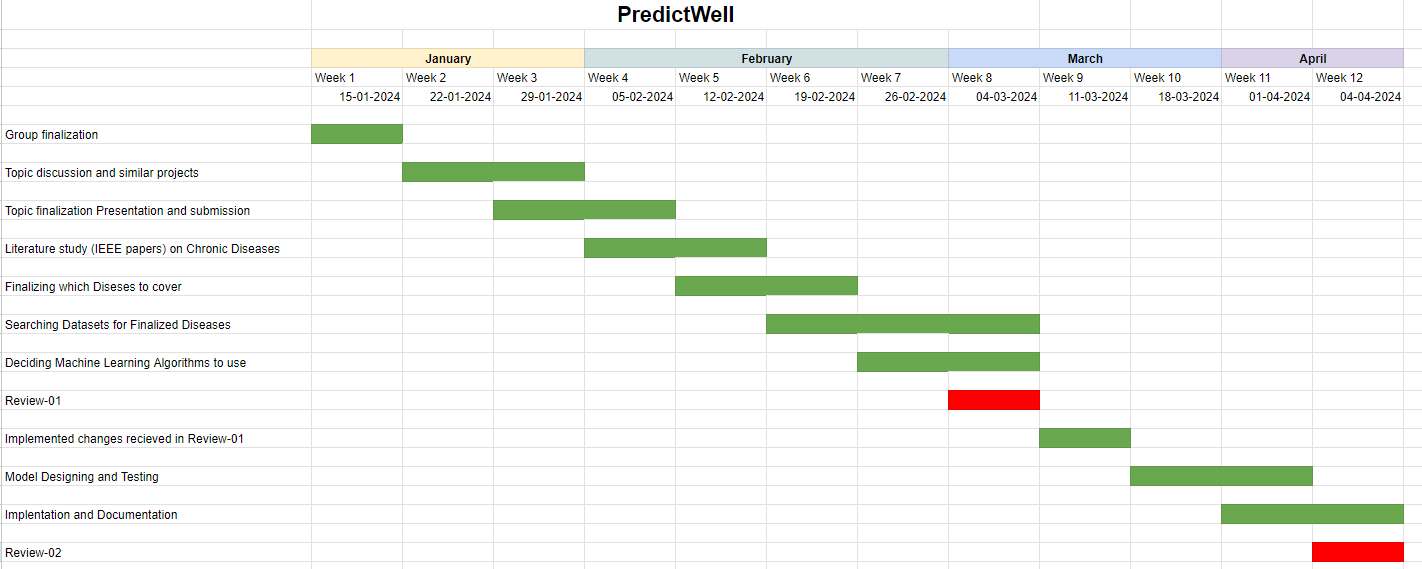 PredictWell
January February March April
Week 1 Week 2 Week 3 Week 4 Week 5 Week 6 Week 7 Week 8 Week 9 Week 10 Week 11 Week 12
15-01-2024 22-01-2024 29-01-2024 05-02-2024 12-02-2024 19-02-2024 26-02-2024 04-03-2024 11-03-2024 18-03-2024 01-04-2024 04-04-2024
Group finalization
Topic discussion and similar projects
Topic finalization Presentation and submission
Literature study (IEEE papers) on Chronic Diseases
Finalizing which Diseses to cover
Searching Datasets for Finalized Diseases
Deciding Machine Learning Algorithms to use
Review-01
Implemented changes recieved in Review-01
Model Designing and Testing
Implentation and Documentation
Review-02